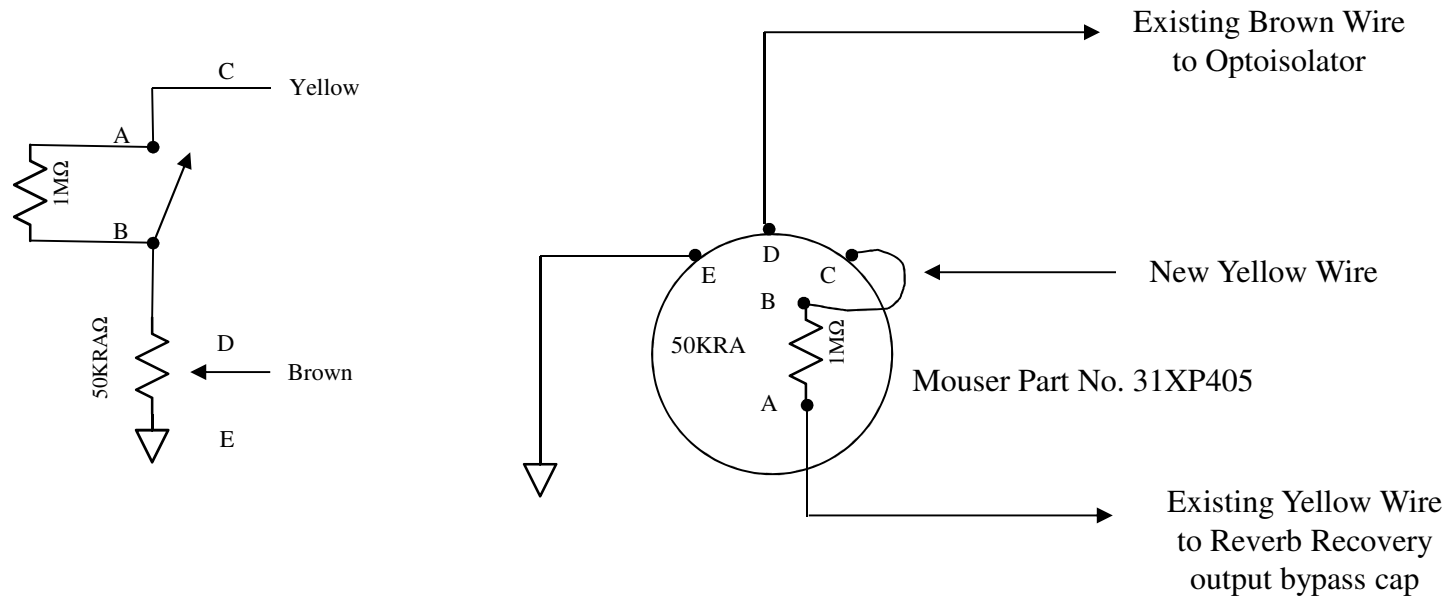 C
Yellow
A
1MΩ
B
50KRAΩ
D
Brown
E
Existing Brown Wire
to Optoisolator
E
D
C
B
New Yellow Wire
50KRA
1MΩ
Mouser Part No. 31XP405
A
Existing Yellow Wire
to Reverb Recovery
output bypass cap